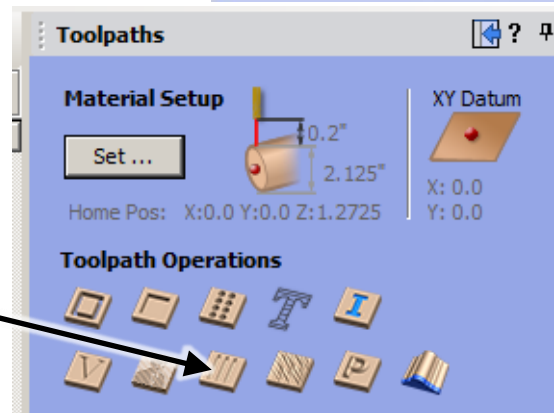 Toolpaths ?
Material Setup XY Datum
0.2"
Set ...
2.125"
X: 0.0
Home Pos: X:0.0 Y:0.0 Z:1.2725 Y: 0.0
Toolpath Operations
T I
V P